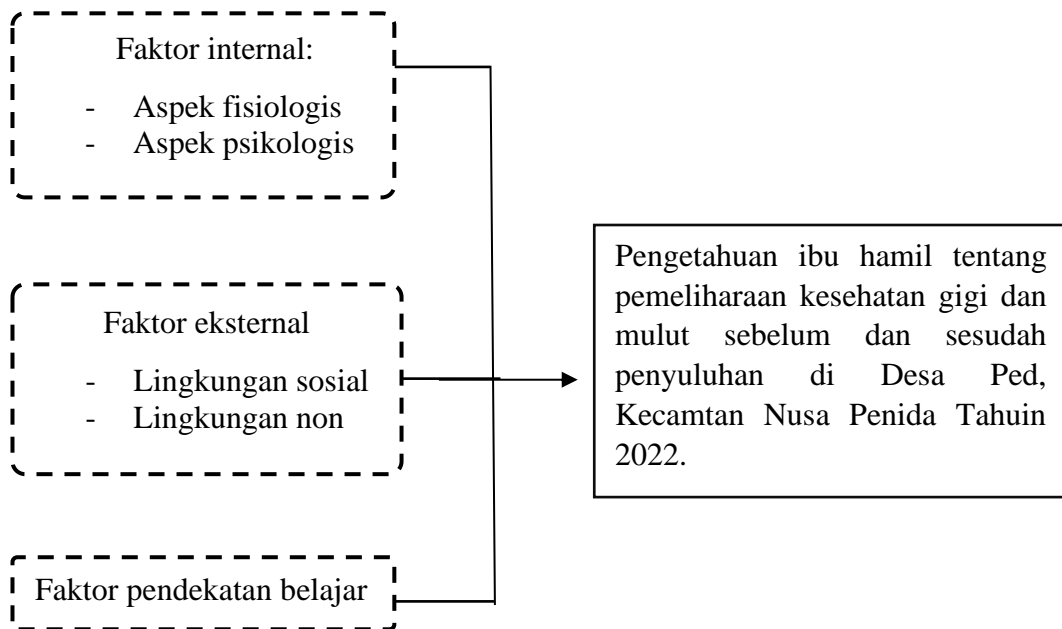 Faktor internal:
- Aspek fisiologis
- Aspek psikologis
Faktor eksternal
- Lingkungan sosial
- Lingkungan non
Faktor pendekatan belajar
Pengetahuan ibu hamil tentang
pemeliharaan kesehatan gigi dan
mulut sebelum dan sesudah
penyuluhan di Desa Ped,
Kecamtan Nusa Penida Tahuin
2022.